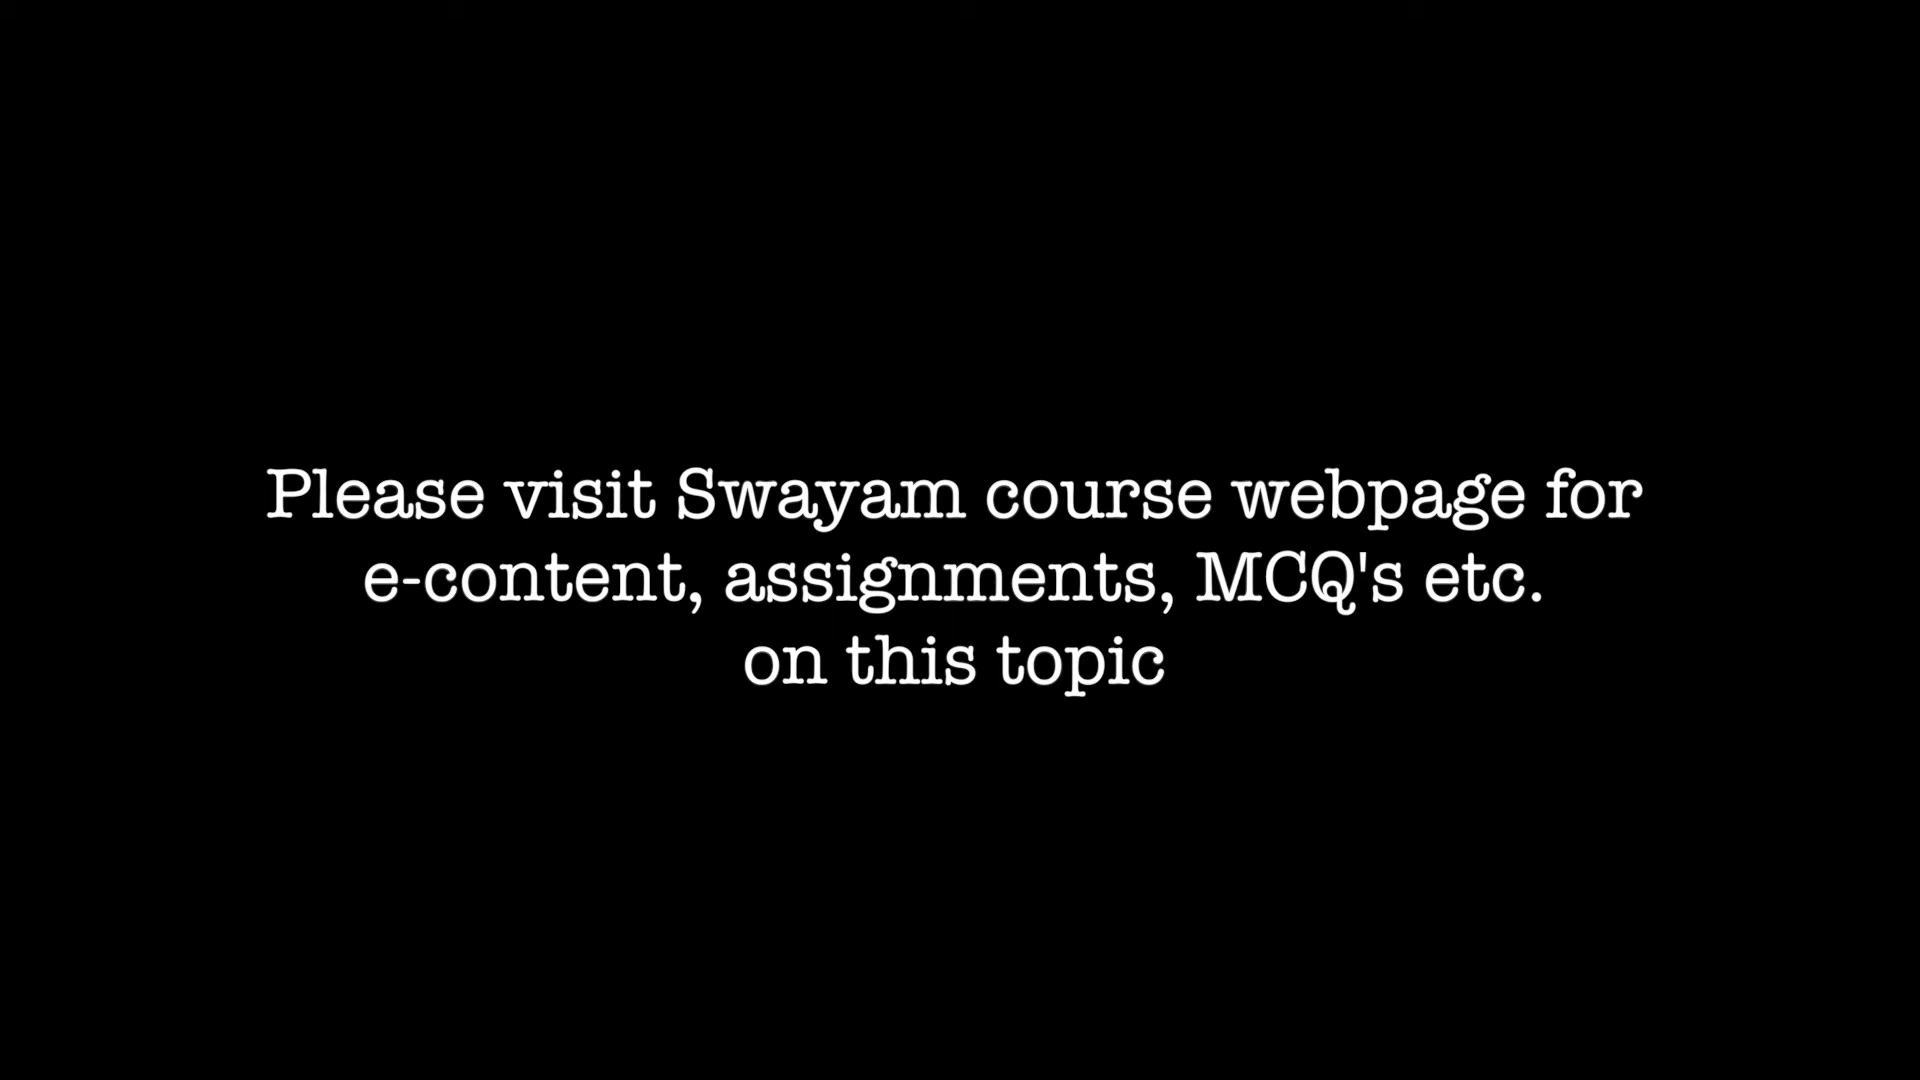 Please visit Swayam course webpage for
e-content, assignments, MCQ's etc.
on this topic